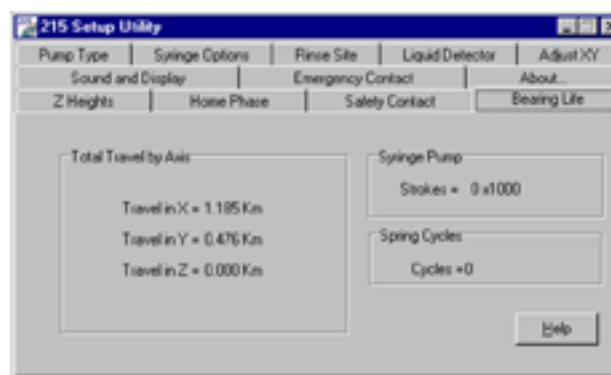 215 Setup Utility
Pump Type Syringe Options Rinse Site Liquid Detector Adjust XY
Sound and Display Emergency Contact About...
Z Heights Home Phase Safety Contact Bearing Life
Total Travel by Axis
Travel in X = 1.185 Km
Travel in Y = 0.476 Km
Travel in Z = 0.000 Km
Syringe Pump
Strokes = 0 x1000
Spring Cycles
Cycles =0
Help